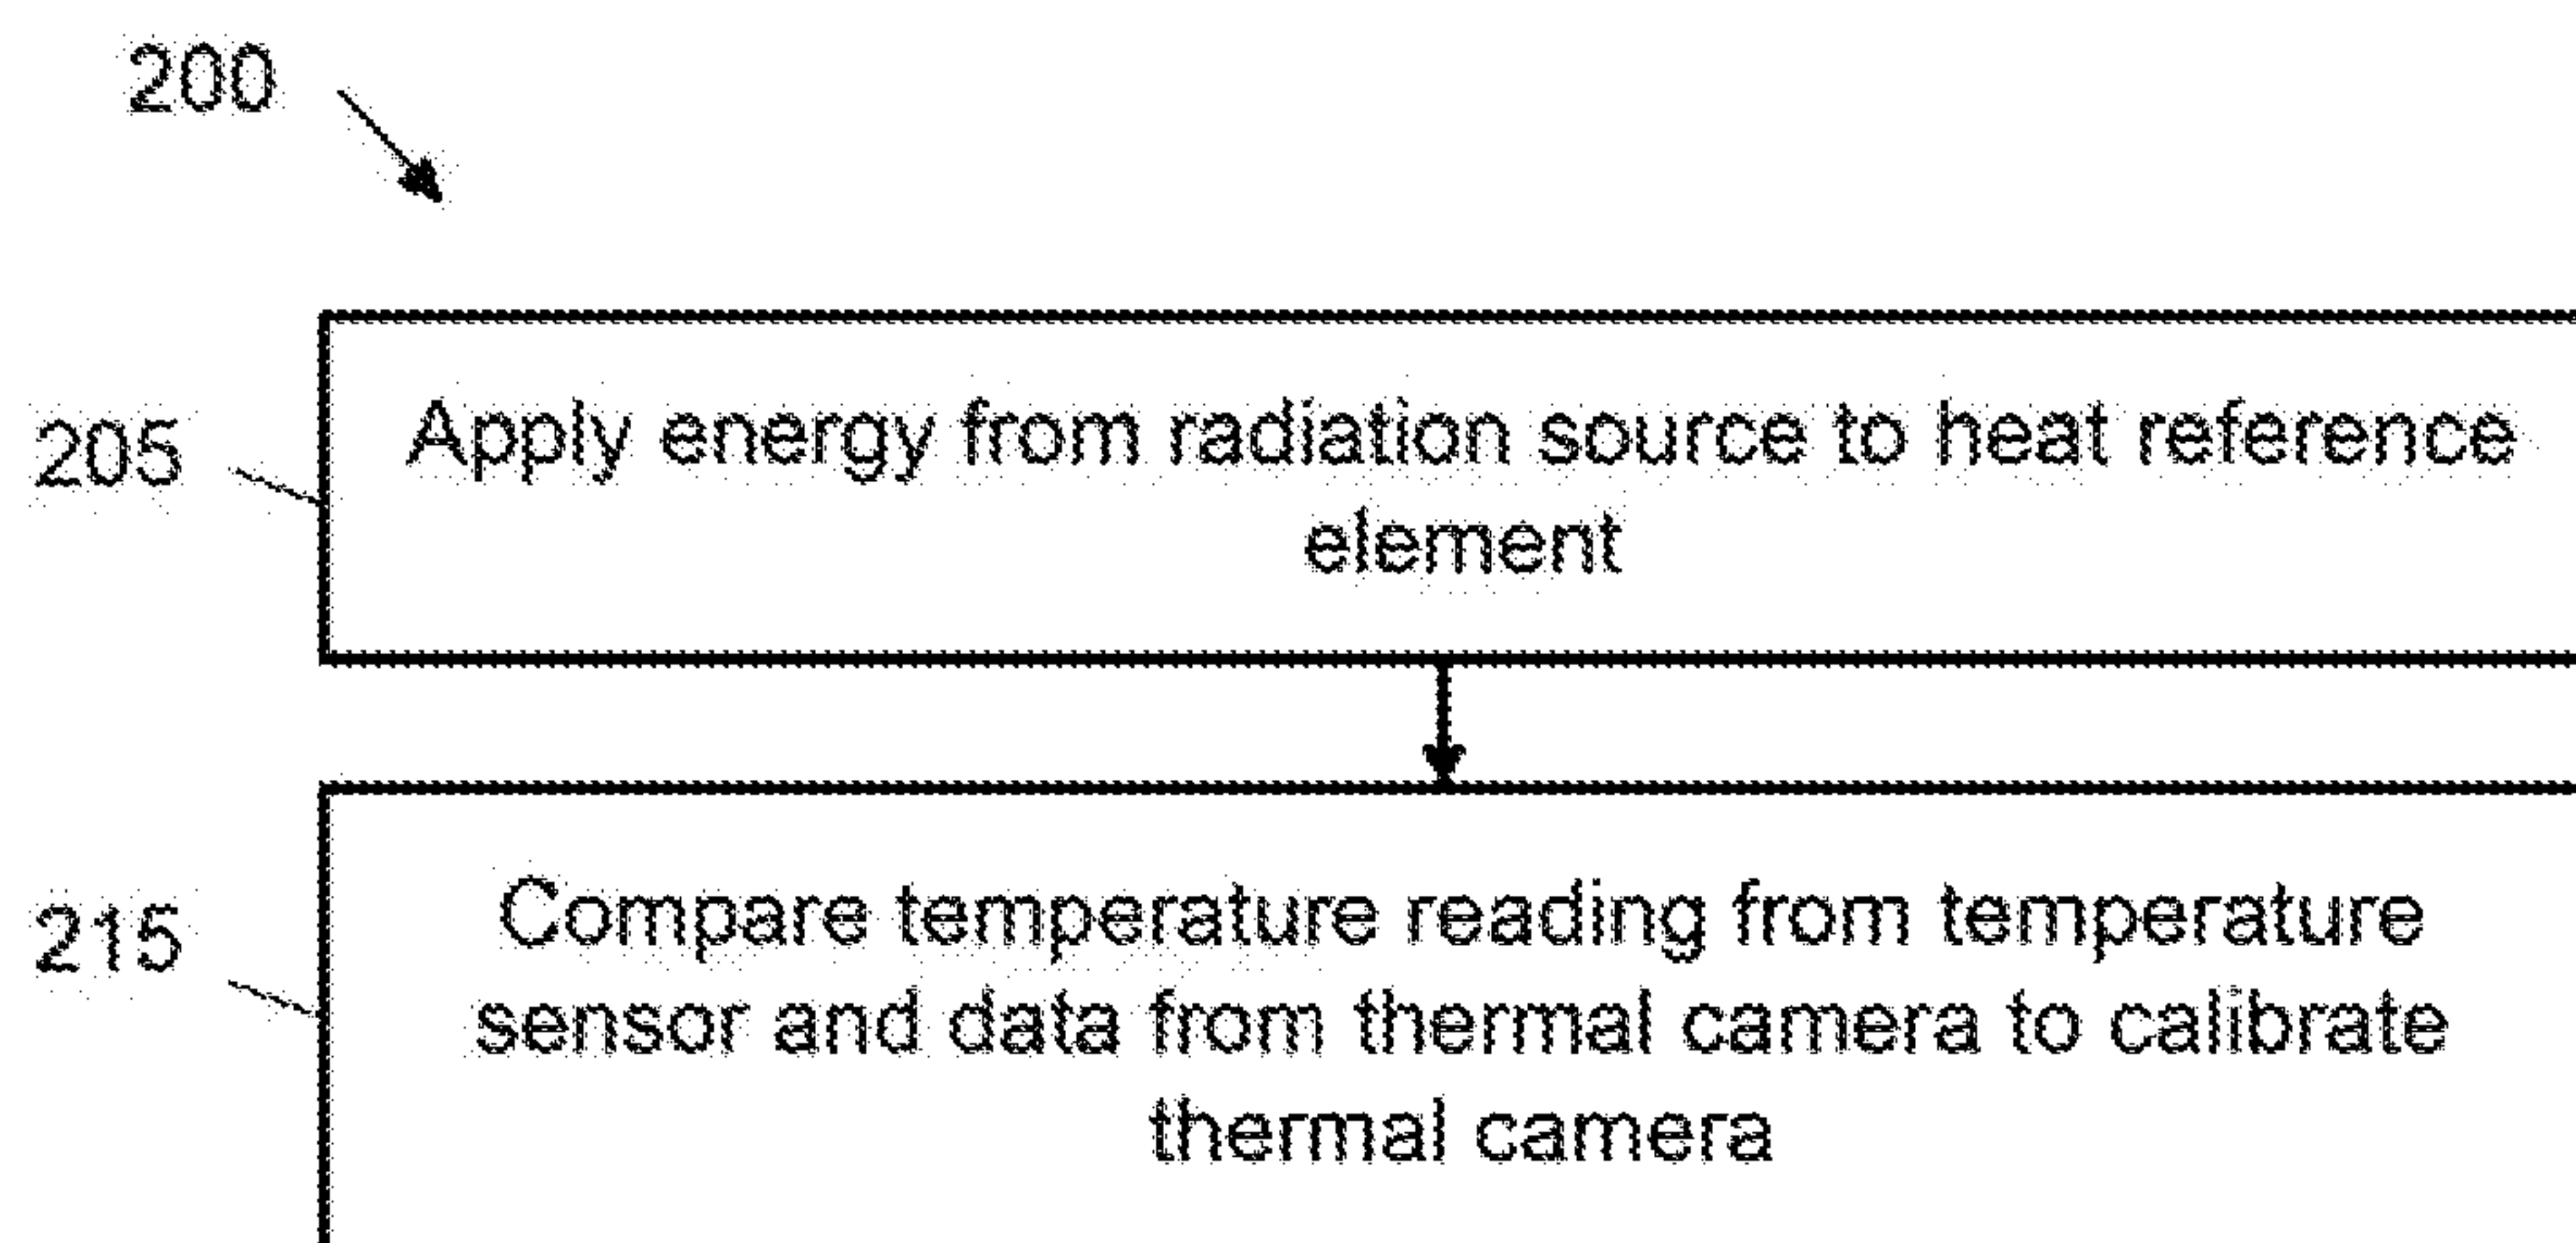 200
205
Apply energy from radiation source to heat reference
element
215
Compare temperature reading from temperature
sensor and data from thermal camera to calibrate
thermal camera